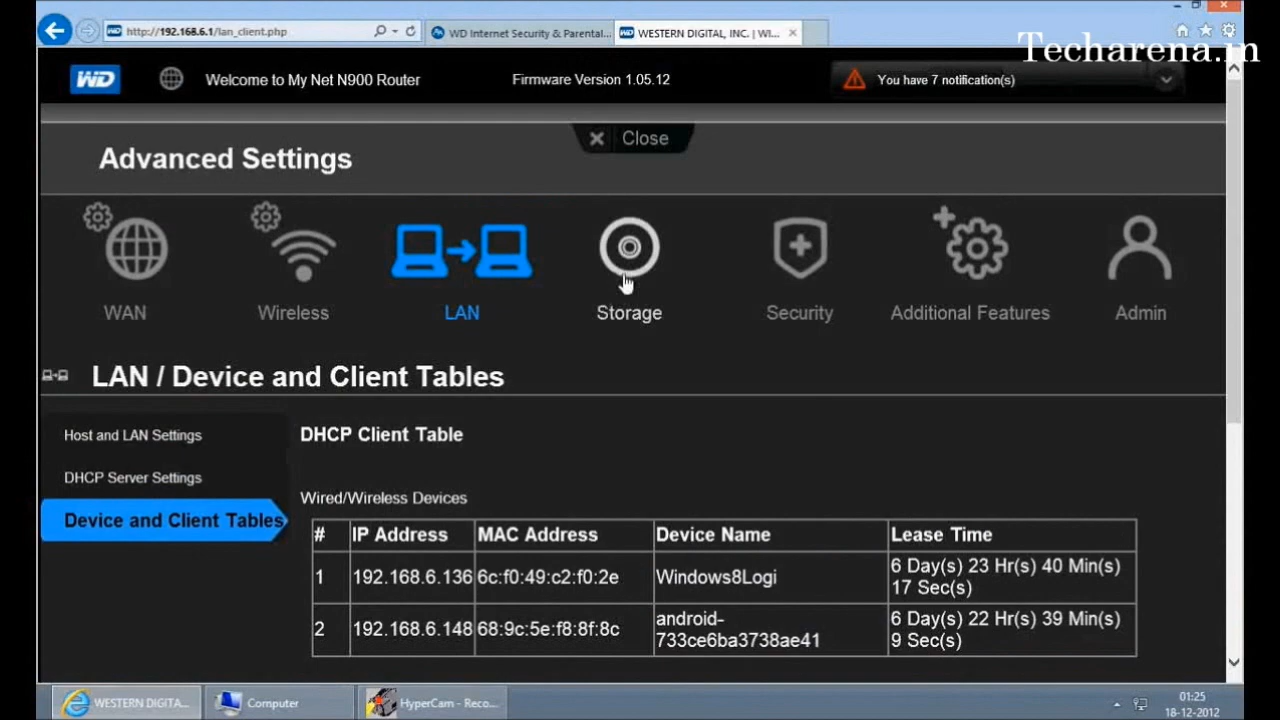 http://192.168.6.1/lan_client.php
WD Internet Security & Parental...
WESTERN DIGITAL, INC. | WI...
Techarena.in
WD
Welcome to My Net N900 Router
Firmware Version 1.05.12
You have 7 notification(s)
Close
Advanced Settings
WAN
Wireless
LAN
Storage
Security
Additional Features
Admin
LAN / Device and Client Tables
Host and LAN Settings
DHCP Server Settings
Device and Client Tables
DHCP Client Table
Wired/Wireless Devices
# IP Address MAC Address Device Name Lease Time
1 192.168.6.136 6c:f0:49:c2:f0:2e Windows8Logi 6 Day(s) 23 Hr(s) 40 Min(s)
17 Sec(s)
2 192.168.6.148 68:9c:5e:f8:8f:8c android-
733ce6ba3738ae41
6 Day(s) 22 Hr(s) 39 Min(s)
9 Sec(s)
WESTERN DIGITA...
Computer
HyperCam - Reco...
01:25
18-12-2012